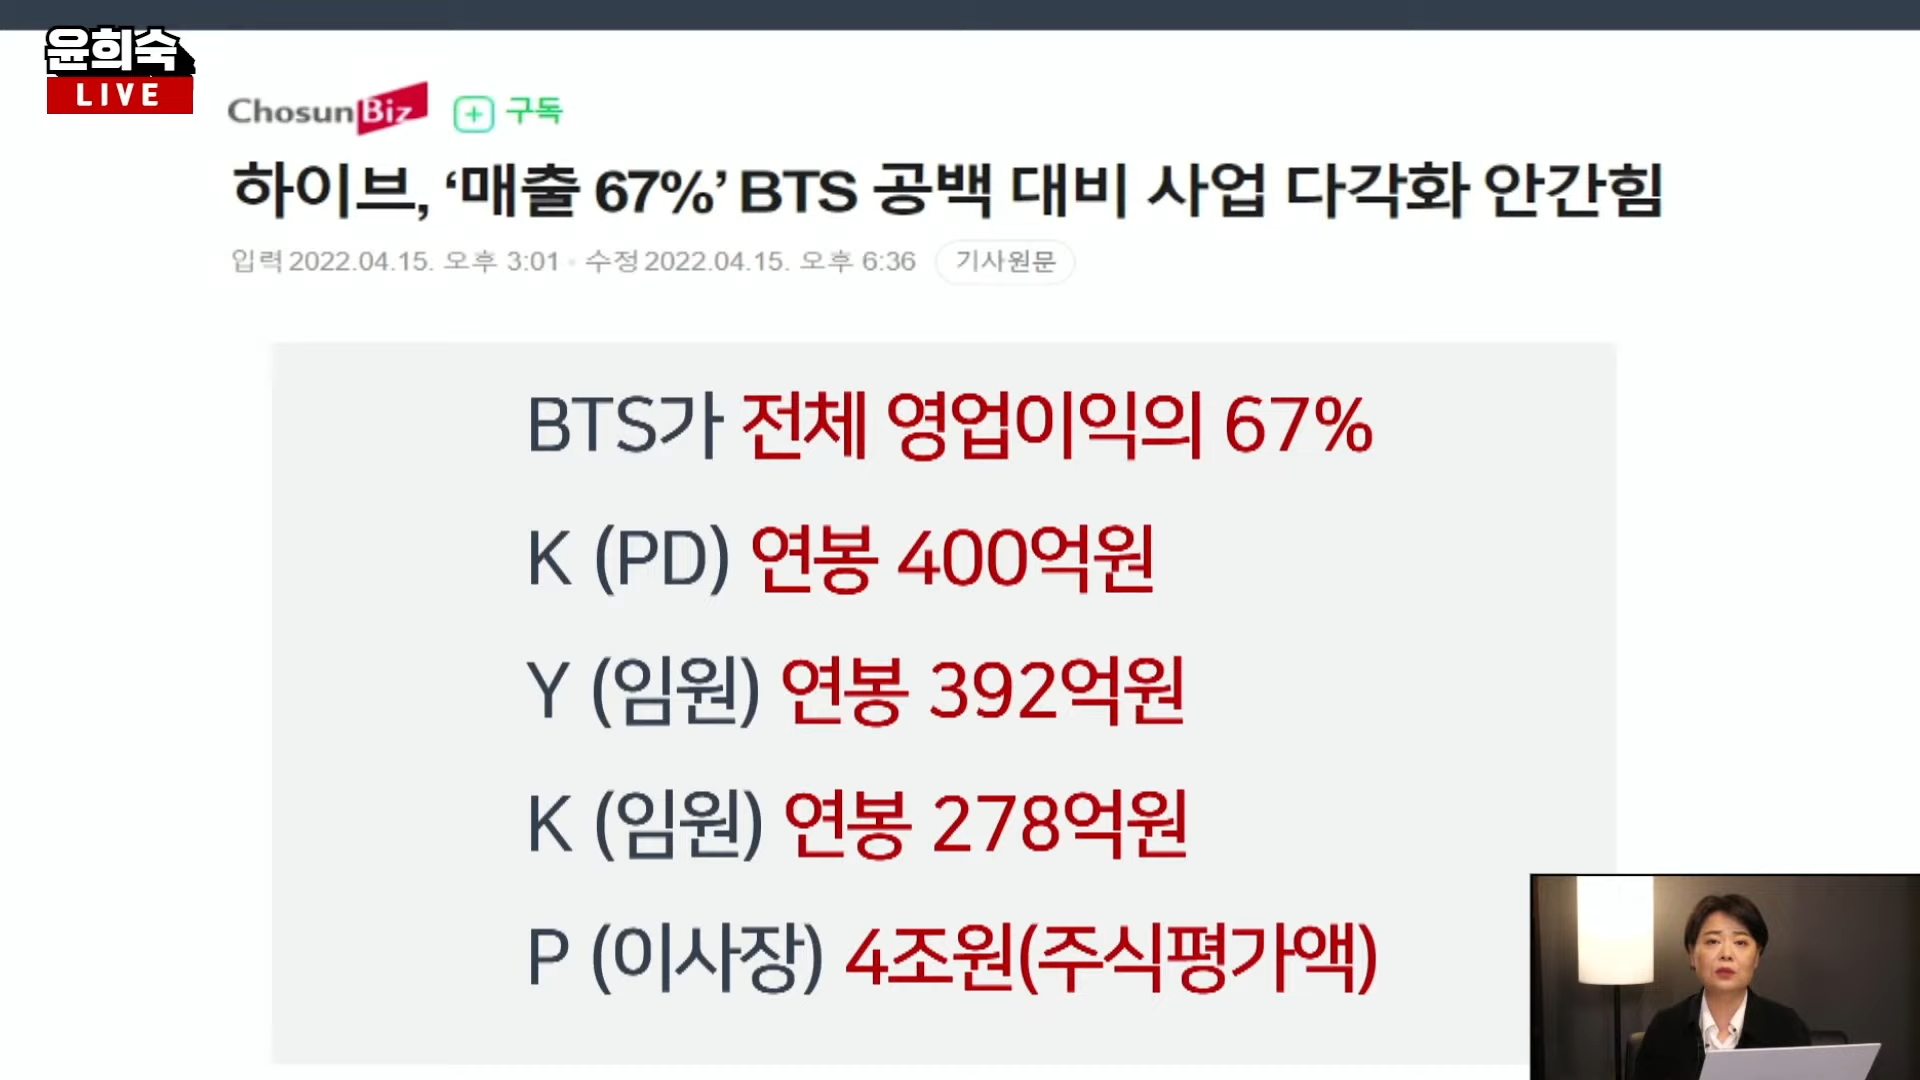 윤희숙
LIVE
ChosunBiz + 구독
하이브, ‘매출 67%’ BTS 공백 대비 사업 다각화 안간힘
입력 2022.04.15. 오후 3:01 · 수정 2022.04.15. 오후 6:36 기사원문
BTS가 전체 영업이익의 67%
K (PD) 연봉 400억원
Y (임원) 연봉 392억원
K (임원) 연봉 278억원
P (이사장) 4조원(주식평가액)